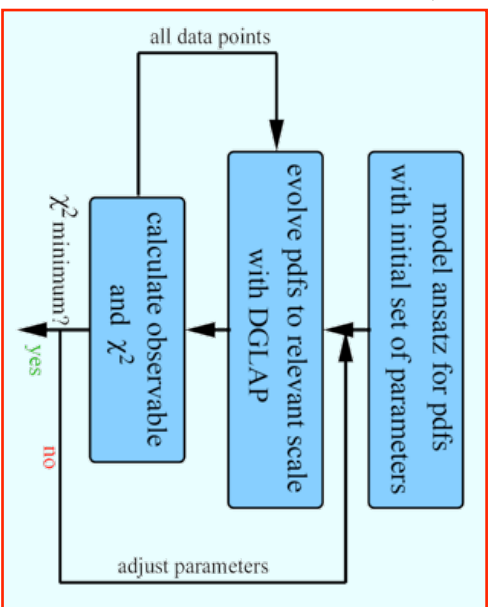 model ansatz for pdfs
with initial set of parameters
evolve pdfs to relevant scale
with DGLAP
all data points
calculate observable
and χ²
χ² minimum?
yes
no
adjust parameters